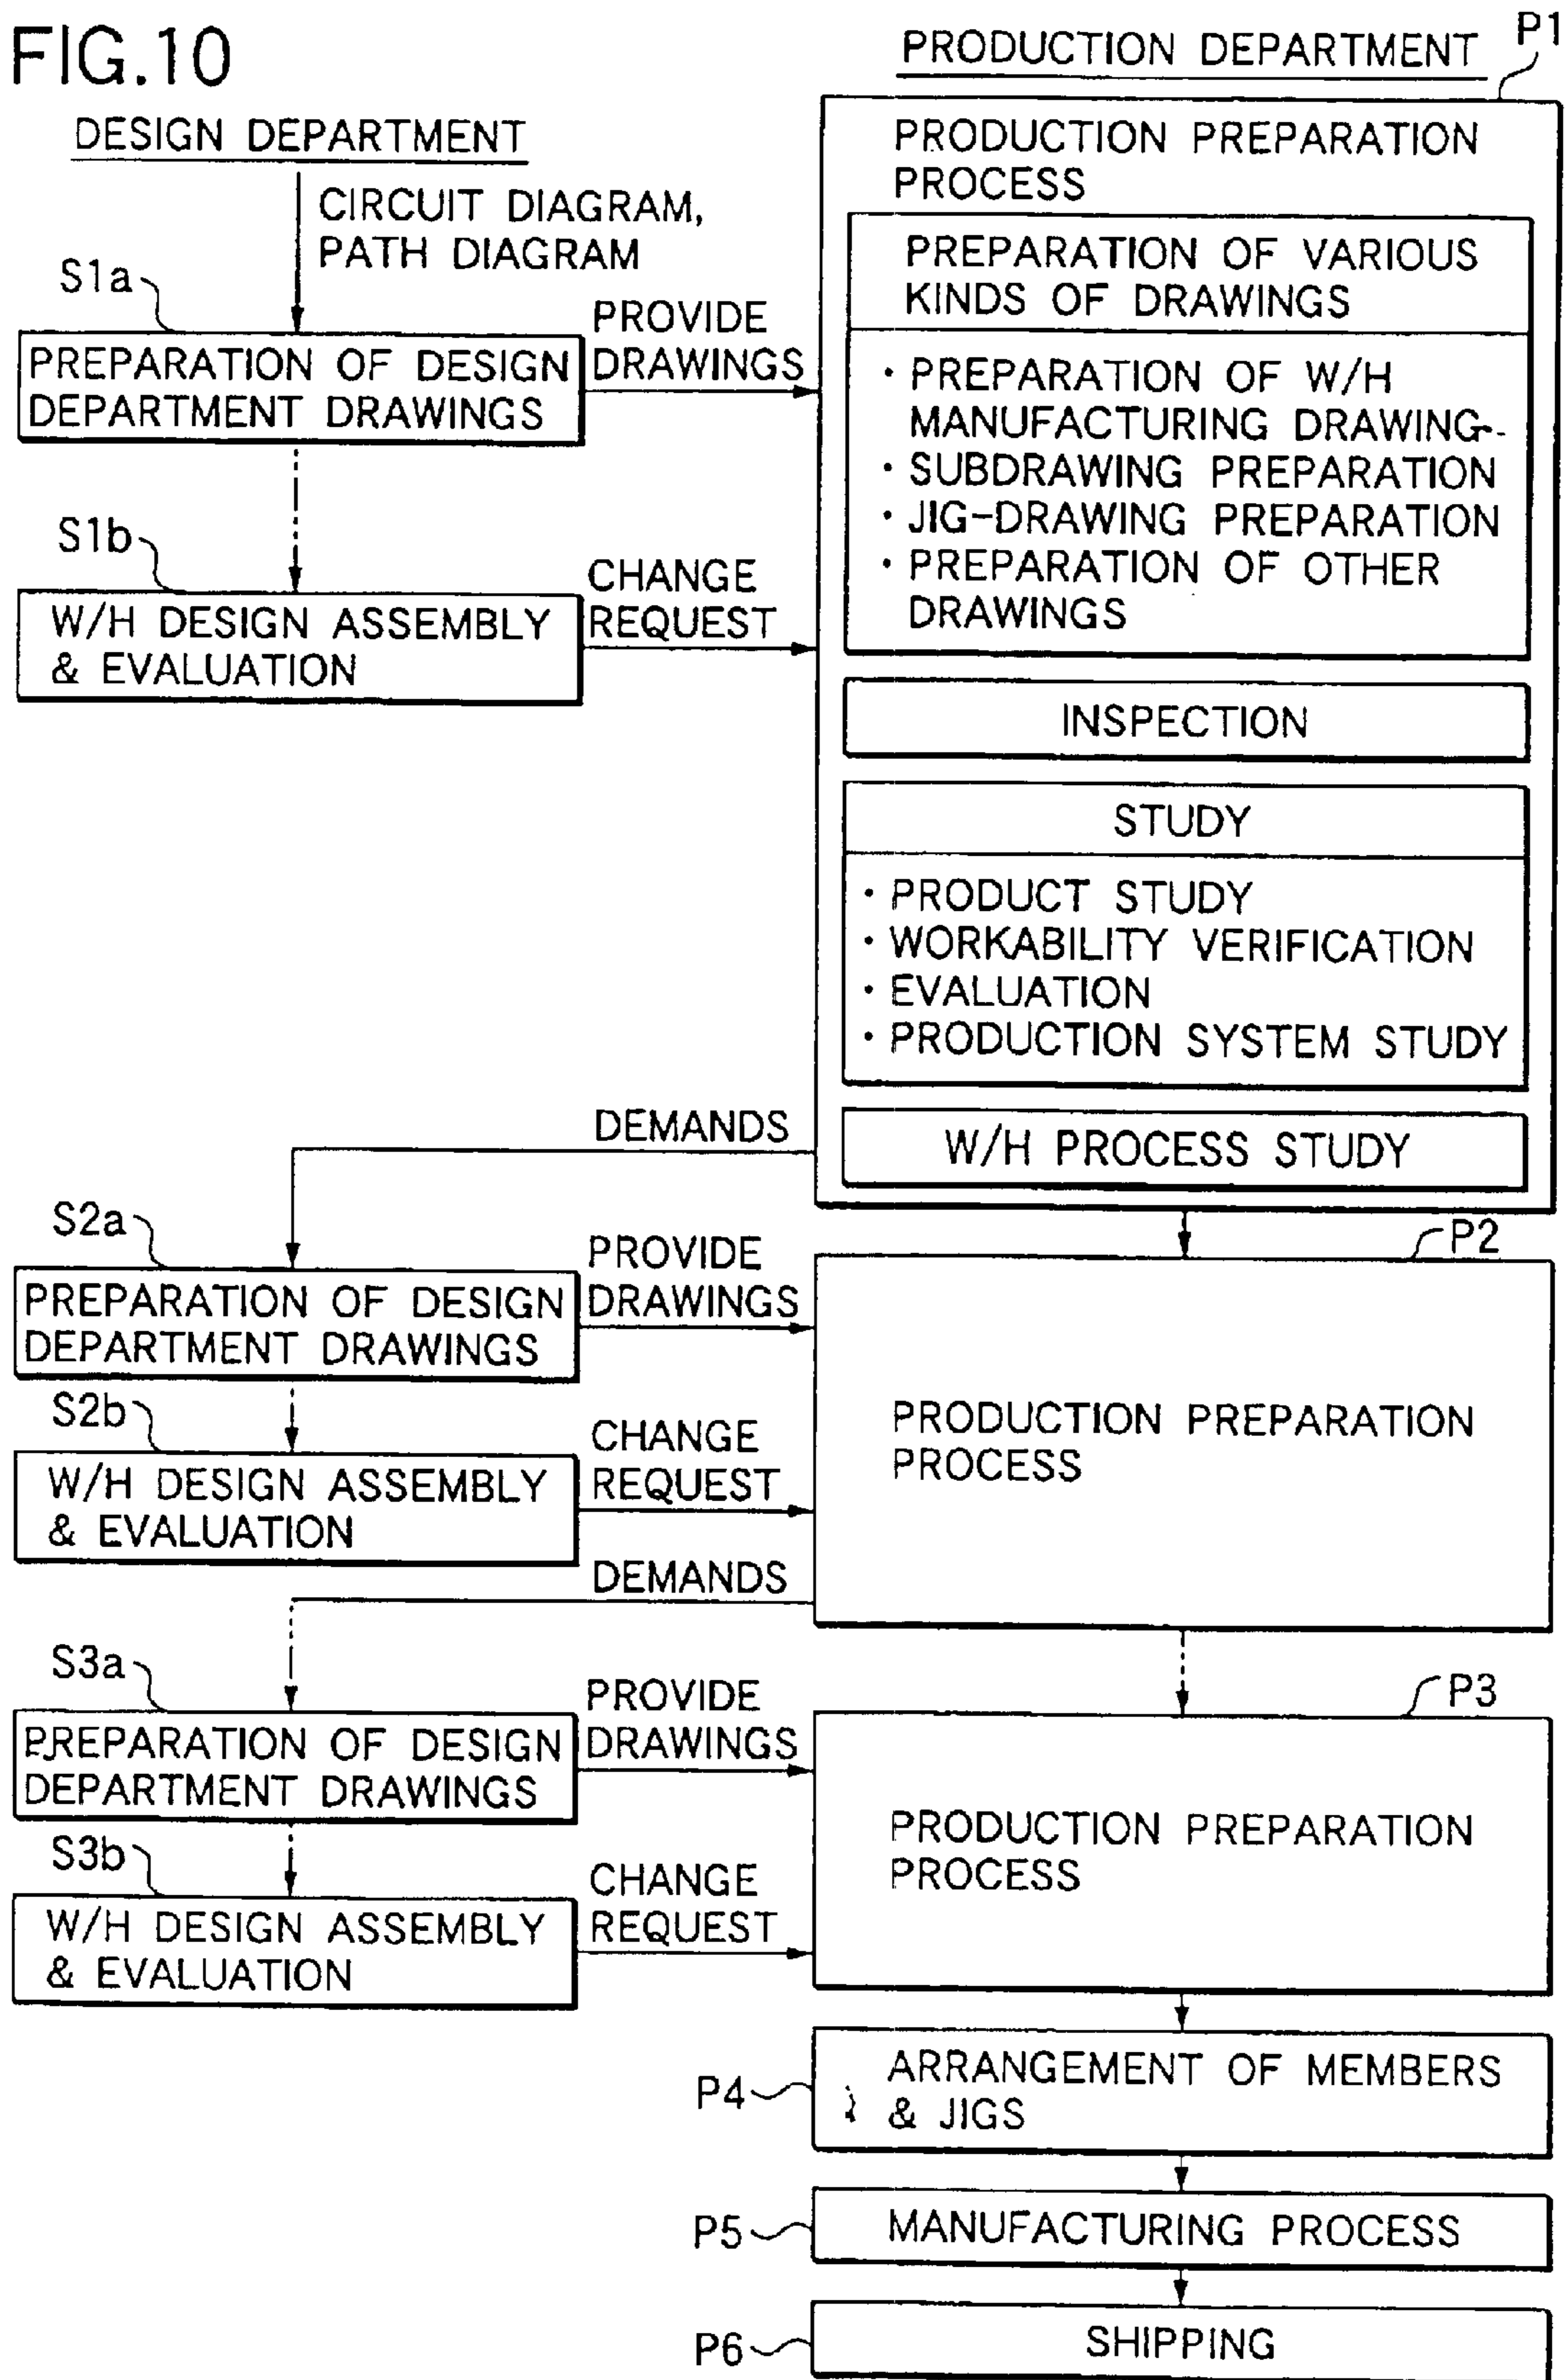 FIG.10
PRODUCTION DEPARTMENT
P1
DESIGN DEPARTMENT
CIRCUIT DIAGRAM,
PATH DIAGRAM
S1a
PREPARATION OF DESIGN
DEPARTMENT DRAWINGS
PROVIDE
DRAWINGS
S1b
W/H DESIGN ASSEMBLY
& EVALUATION
CHANGE
REQUEST
PRODUCTION PREPARATION
PROCESS
PREPARATION OF VARIOUS
KINDS OF DRAWINGS
· PREPARATION OF W/H
MANUFACTURING DRAWING
· SUBDRAWING PREPARATION
· JIG-DRAWING PREPARATION
· PREPARATION OF OTHER
DRAWINGS
INSPECTION
STUDY
· PRODUCT STUDY
· WORKABILITY VERIFICATION
· EVALUATION
· PRODUCTION SYSTEM STUDY
W/H PROCESS STUDY
DEMANDS
S2a
PREPARATION OF DESIGN
DEPARTMENT DRAWINGS
PROVIDE
DRAWINGS
S2b
W/H DESIGN ASSEMBLY
& EVALUATION
CHANGE
REQUEST
P2
PRODUCTION PREPARATION
PROCESS
DEMANDS
S3a
PREPARATION OF DESIGN
DEPARTMENT DRAWINGS
PROVIDE
DRAWINGS
S3b
W/H DESIGN ASSEMBLY
& EVALUATION
CHANGE
REQUEST
P3
PRODUCTION PREPARATION
PROCESS
P4
ARRANGEMENT OF MEMBERS
& JIGS
P5
MANUFACTURING PROCESS
P6
SHIPPING